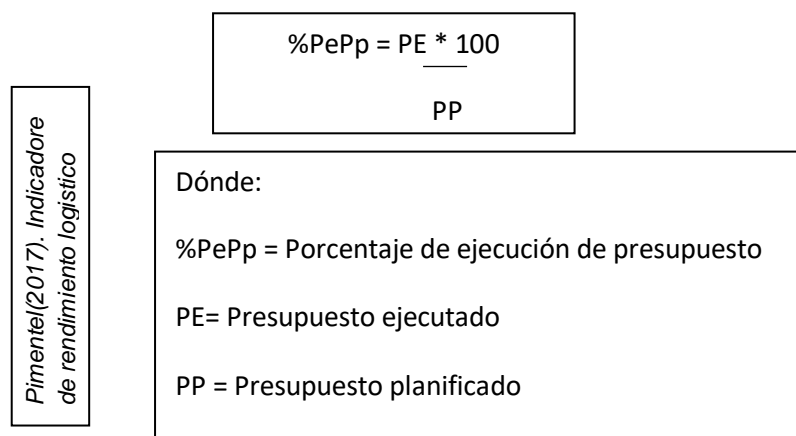 %PePp = PE * 100
PP
Pimentel(2017). Indicadore
de rendimiento logístico
Dónde:
%PePp = Porcentaje de ejecución de presupuesto
PE= Presupuesto ejecutado
PP = Presupuesto planificado